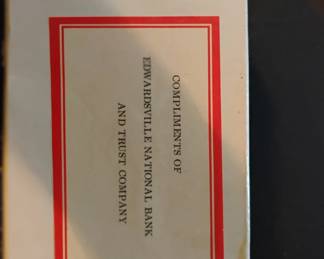 COMPLIMENTS OF
EDWARDSVILLE NATIONAL BANK
AND TRUST COMPANY